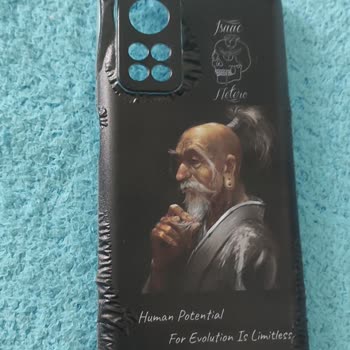 Isaac
Netero
Human Potential
For Evolution Is Limitless